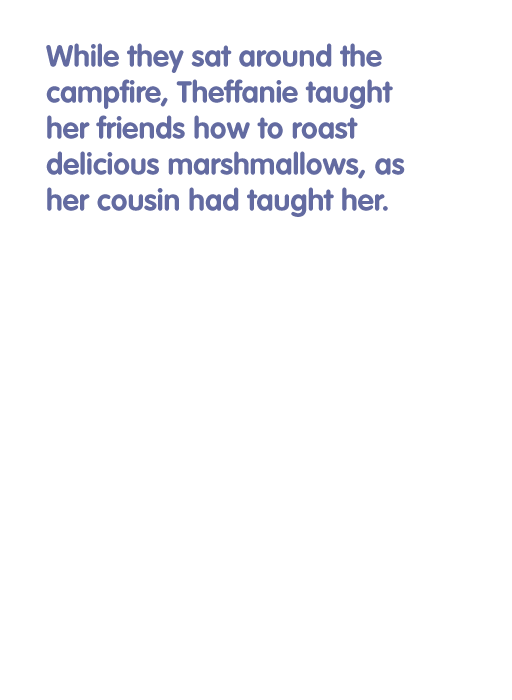 While they sat around the
campfire, Theffanie taught
her friends how to roast
delicious marshmallows, as
her cousin had taught her.